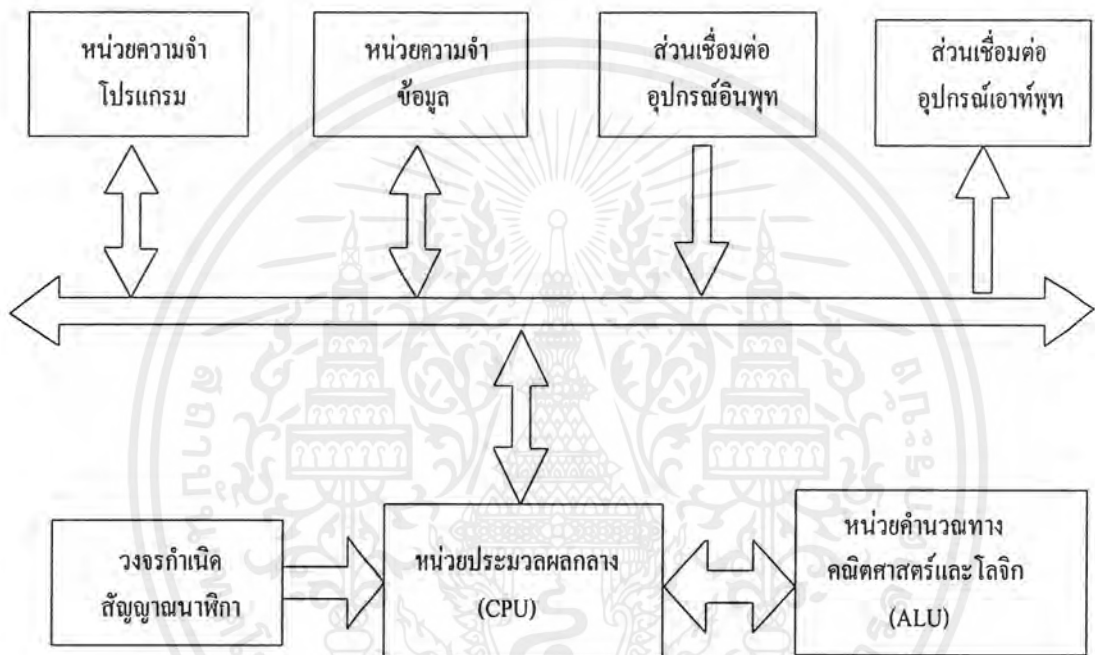 หน่วยความจำ
โปรแกรม
หน่วยความจำ
ข้อมูล
ส่วนเชื่อมต่อ
อุปกรณ์อินพุท
ส่วนเชื่อมต่อ
อุปกรณ์เอาท์พุท
วงจรกำเนิด
สัญญาณนาฬิกา
หน่วยประมวลผลกลาง
(CPU)
หน่วยคำนวณทาง
คณิตศาสตร์และโลจิก
(ALU)